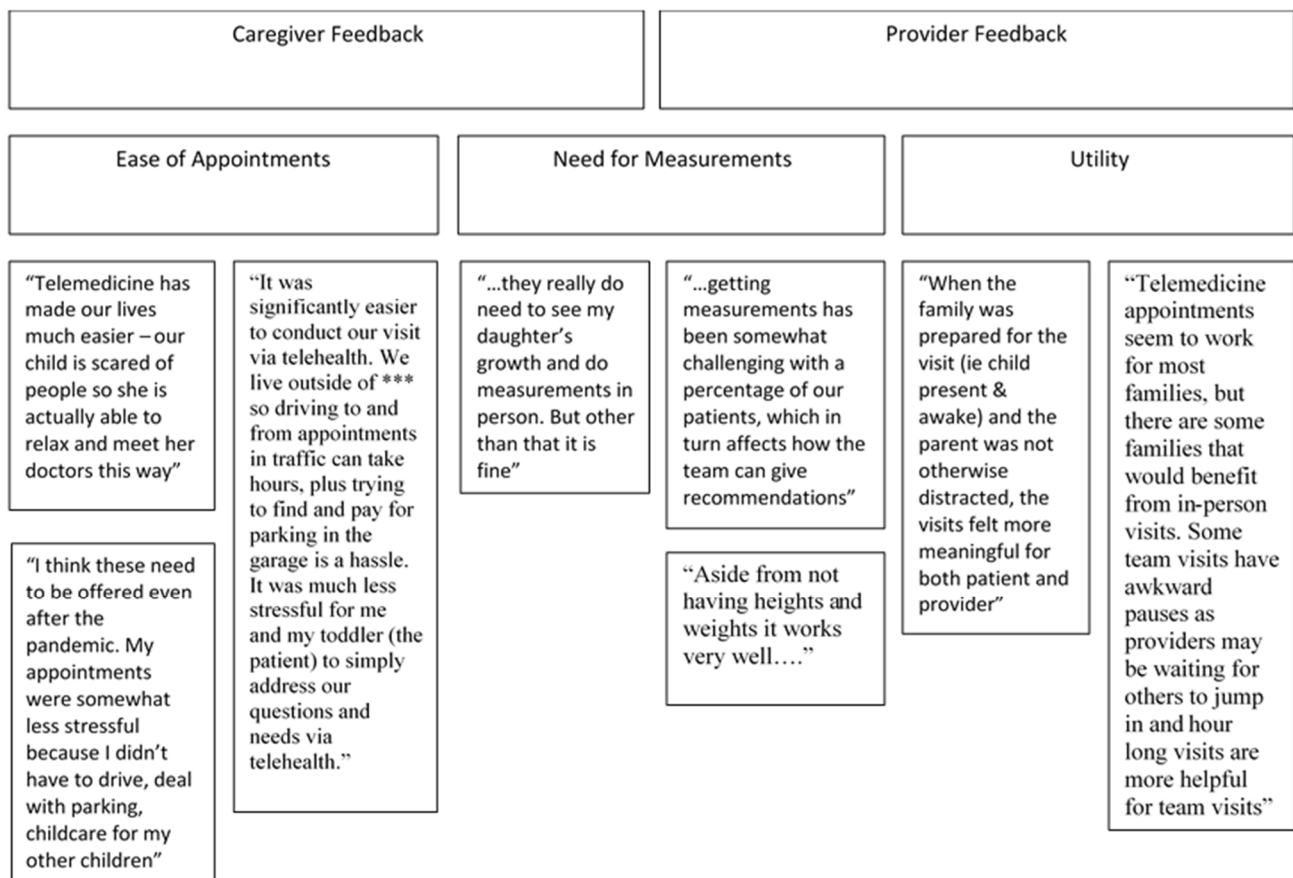 Caregiver Feedback
Provider Feedback
Ease of Appointments
Need for Measurements
Utility
“Telemedicine has
made our lives
much easier – our
child is scared of
people so she is
actually able to
relax and meet her
doctors this way”
“I think these need
to be offered even
after the
pandemic. My
appointments
were somewhat
less stressful
because I didn’t
have to drive, deal
with parking,
childcare for my
other children”
“It was
significantly easier
to conduct our visit
via telehealth. We
live outside of ***
so driving to and
from appointments
in traffic can take
hours, plus trying
to find and pay for
parking in the
garage is a hassle.
It was much less
stressful for me
and my toddler (the
patient) to simply
address our
questions and
needs via
telehealth.”
“…they really do
need to see my
daughter’s
growth and do
measurements in
person. But other
than that it is
fine”
“…getting
measurements has
been somewhat
challenging with a
percentage of our
patients, which in
turn affects how the
team can give
recommendations”
“Aside from not
having heights and
weights it works
very well….”
“When the
family was
prepared for the
visit (ie child
present &
awake) and the
parent was not
otherwise
distracted, the
visits felt more
meaningful for
both patient and
provider”
“Telemedicine
appointments
seem to work
for most
families, but
there are some
families that
would benefit
from in-person
visits. Some
team visits have
awkward
pauses as
providers may
be waiting for
others to jump
in and hour
long visits are
more helpful
for team visits”